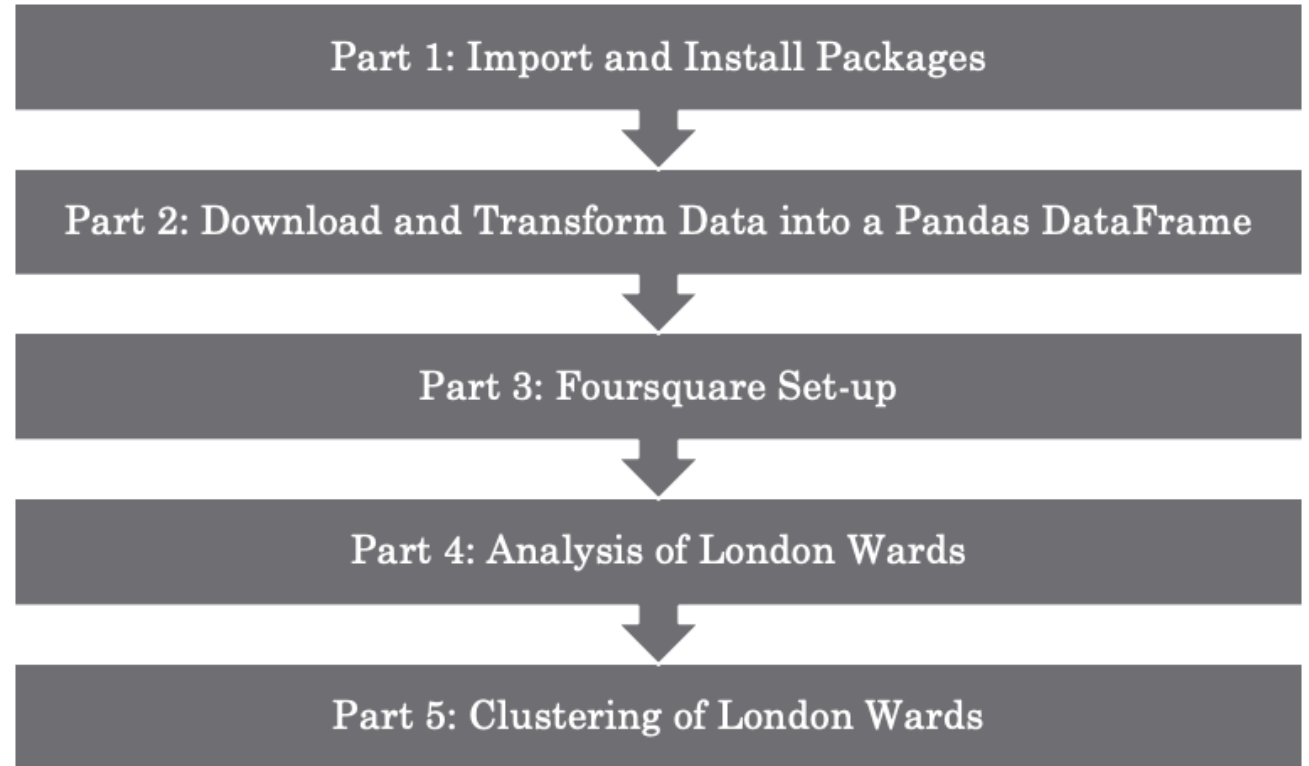 Part 1: Import and Install Packages
Part 2: Download and Transform Data into a Pandas DataFrame
Part 3: Foursquare Set-up
Part 4: Analysis of London Wards
Part 5: Clustering of London Wards